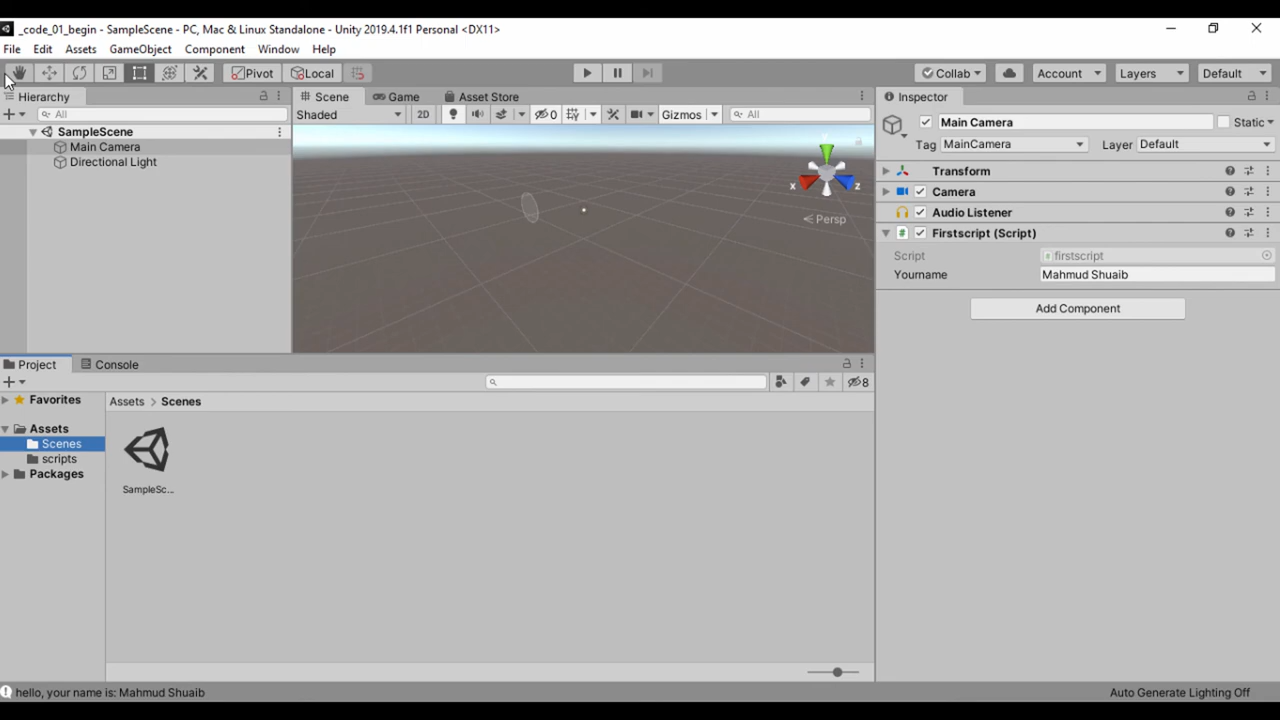 _code_01_begin - SampleScene - PC, Mac & Linux Standalone - Unity 2019.4.1f1 Personal <DX11>
File Edit Assets GameObject Component Window Help
Pivot Local Collab Account Layers Default
Hierarchy
All
SampleScene
Main Camera
Directional Light
Scene Game Asset Store
Shaded 2D 0 Gizmos All
x z
Persp
Inspector
Main Camera Static
Tag MainCamera Layer Default
Transform
Camera
Audio Listener
# Firstscript (Script)
Script # firstscript
Yourname Mahmud Shuaib
Add Component
Project Console
8
Favorites
Assets
Scenes
scripts
Packages
Assets > Scenes
SampleSc...
hello, your name is: Mahmud Shuaib
Auto Generate Lighting Off